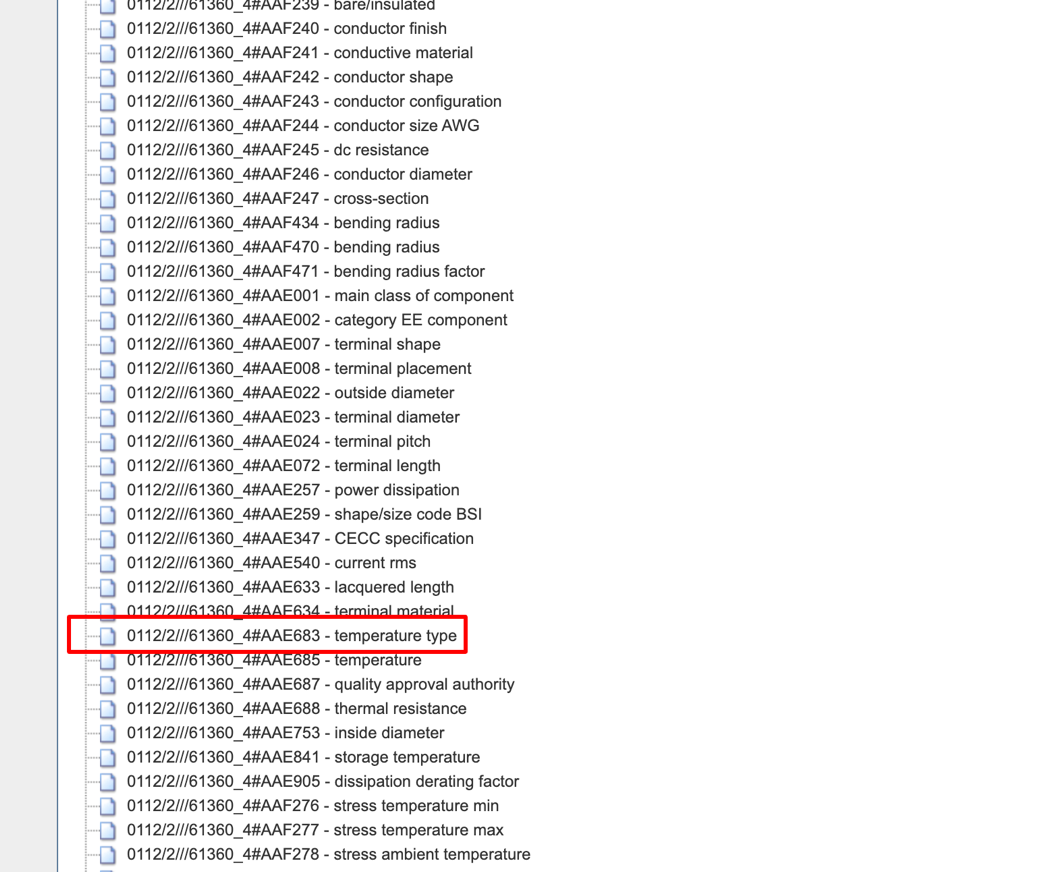 0112/2///61360_4#AAF239 - bare/insulated
0112/2///61360_4#AAF240 - conductor finish
0112/2///61360_4#AAF241 - conductive material
0112/2///61360_4#AAF242 - conductor shape
0112/2///61360_4#AAF243 - conductor configuration
0112/2///61360_4#AAF244 - conductor size AWG
0112/2///61360_4#AAF245 - dc resistance
0112/2///61360_4#AAF246 - conductor diameter
0112/2///61360_4#AAF247 - cross-section
0112/2///61360_4#AAF434 - bending radius
0112/2///61360_4#AAF470 - bending radius
0112/2///61360_4#AAF471 - bending radius factor
0112/2///61360_4#AAE001 - main class of component
0112/2///61360_4#AAE002 - category EE component
0112/2///61360_4#AAE007 - terminal shape
0112/2///61360_4#AAE008 - terminal placement
0112/2///61360_4#AAE022 - outside diameter
0112/2///61360_4#AAE023 - terminal diameter
0112/2///61360_4#AAE024 - terminal pitch
0112/2///61360_4#AAE072 - terminal length
0112/2///61360_4#AAE257 - power dissipation
0112/2///61360_4#AAE259 - shape/size code BSI
0112/2///61360_4#AAE347 - CECC specification
0112/2///61360_4#AAE540 - current rms
0112/2///61360_4#AAE633 - lacquered length
0112/2///61360_4#AAE634 - terminal material
0112/2///61360_4#AAE683 - temperature type
0112/2///61360_4#AAE685 - temperature
0112/2///61360_4#AAE687 - quality approval authority
0112/2///61360_4#AAE688 - thermal resistance
0112/2///61360_4#AAE753 - inside diameter
0112/2///61360_4#AAE841 - storage temperature
0112/2///61360_4#AAE905 - dissipation derating factor
0112/2///61360_4#AAF276 - stress temperature min
0112/2///61360_4#AAF277 - stress temperature max
0112/2///61360_4#AAF278 - stress ambient temperature